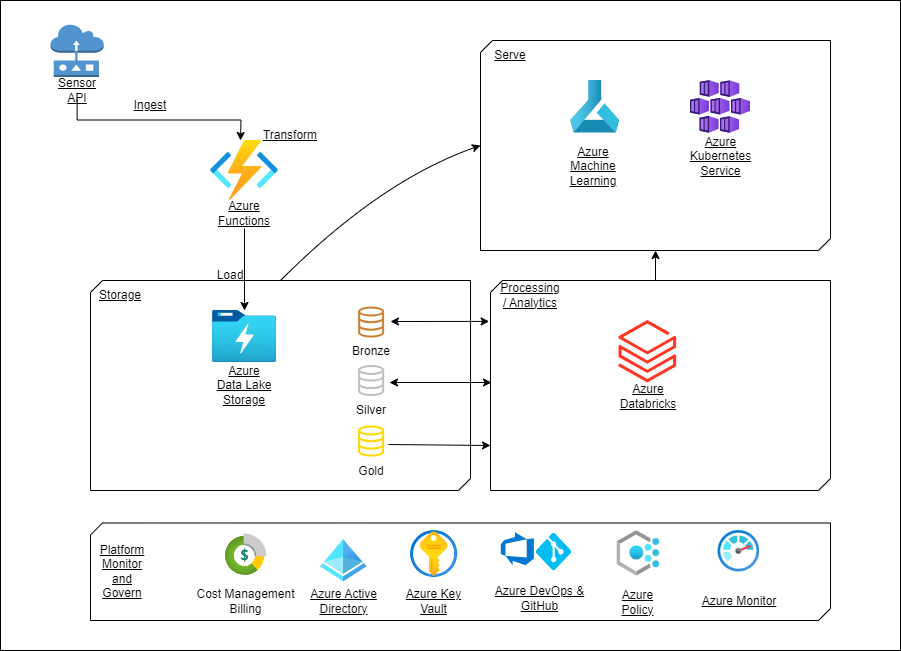 Sensor
API
Ingest
Transform
Azure
Functions
Load
Serve
Azure
Machine
Learning
Azure
Kubernetes
Service
Storage
Azure
Data Lake
Storage
Bronze
Silver
Gold
Processing
/ Analytics
Azure
Databricks
Platform
Monitor
and
Govern
$
Cost Management
Billing
Azure Active
Directory
Azure Key
Vault
Azure DevOps &
GitHub
Azure
Policy
Azure Monitor